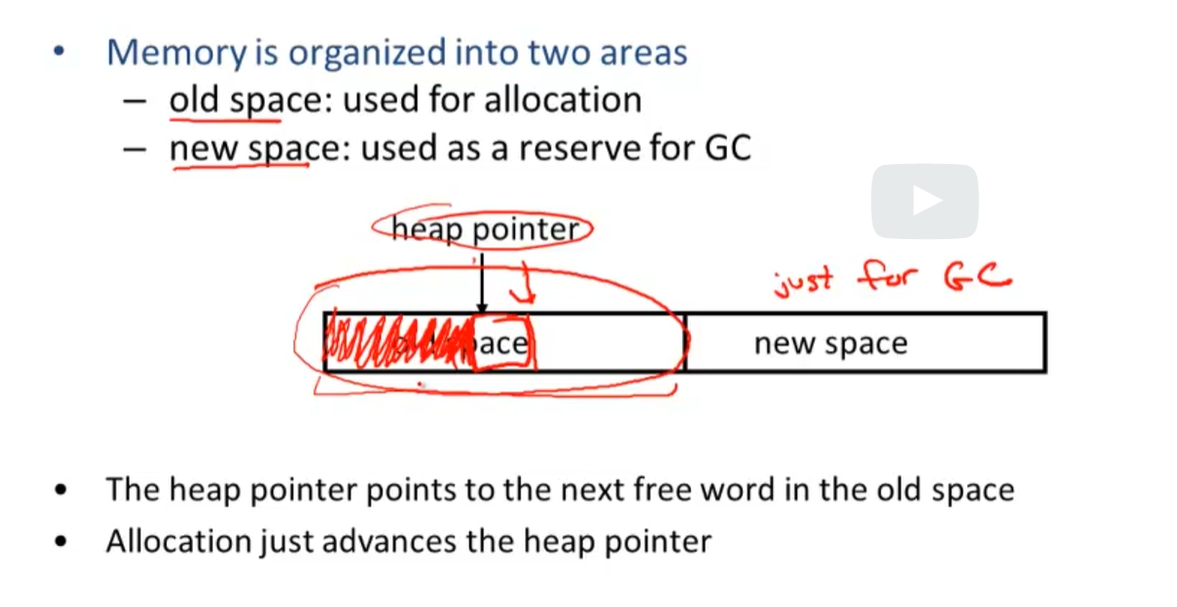 • Memory is organized into two areas
– old space: used for allocation
– new space: used as a reserve for GC
heap pointer
just for GC
ace
new space
• The heap pointer points to the next free word in the old space
• Allocation just advances the heap pointer